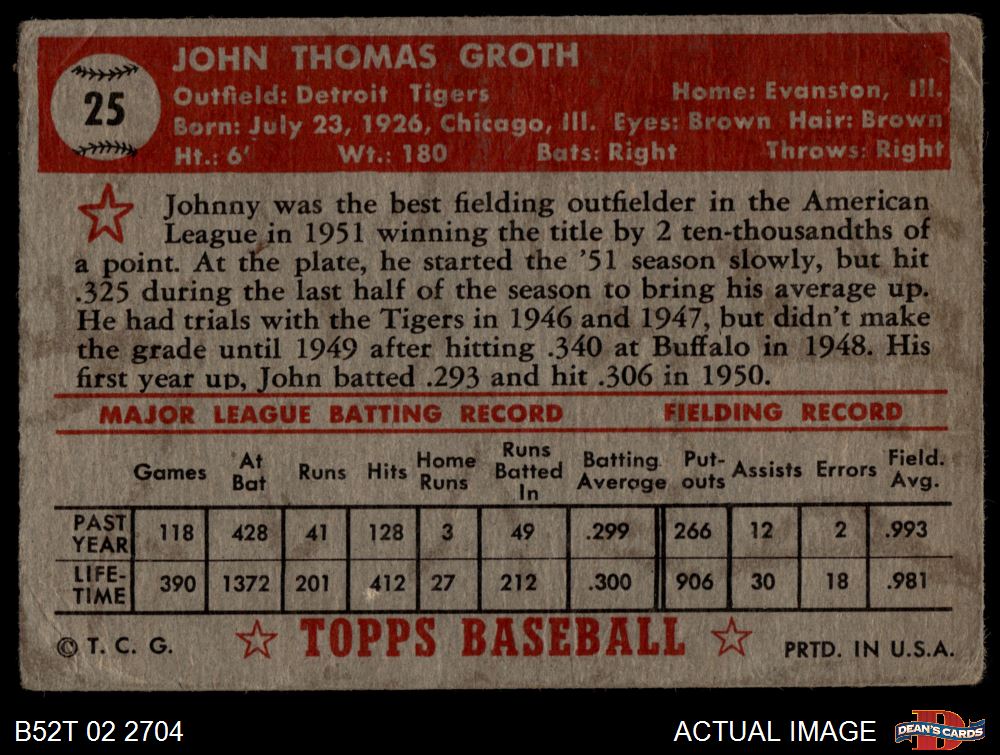 25
JOHN THOMAS GROTH
Outfield: Detroit Tigers Home: Evanston, Ill.
Born: July 23, 1926, Chicago, Ill. Eyes: Brown Hair: Brown
Ht.: 6' Wt.: 180 Bats: Right Throws: Right
Johnny was the best fielding outfielder in the American
League in 1951 winning the title by 2 ten-thousandths of
a point. At the plate, he started the '51 season slowly, but hit
.325 during the last half of the season to bring his average up.
He had trials with the Tigers in 1946 and 1947, but didn't make
the grade until 1949 after hitting .340 at Buffalo in 1948. His
first year up, John batted .293 and hit .306 in 1950.
MAJOR LEAGUE BATTING RECORD FIELDING RECORD
Games At Bat Runs Hits Home Runs Runs Batted In Batting Average Put-outs Assists Errors Field. Avg.
PAST YEAR 118 428 41 128 3 49 .299 266 12 2 .993
LIFE-TIME 390 1372 201 412 27 212 .300 906 30 18 .981
© T. C. G. TOPPS BASEBALL PRTD. IN U.S.A.
B52T 02 2704 ACTUAL IMAGE DEAN'S CARDS